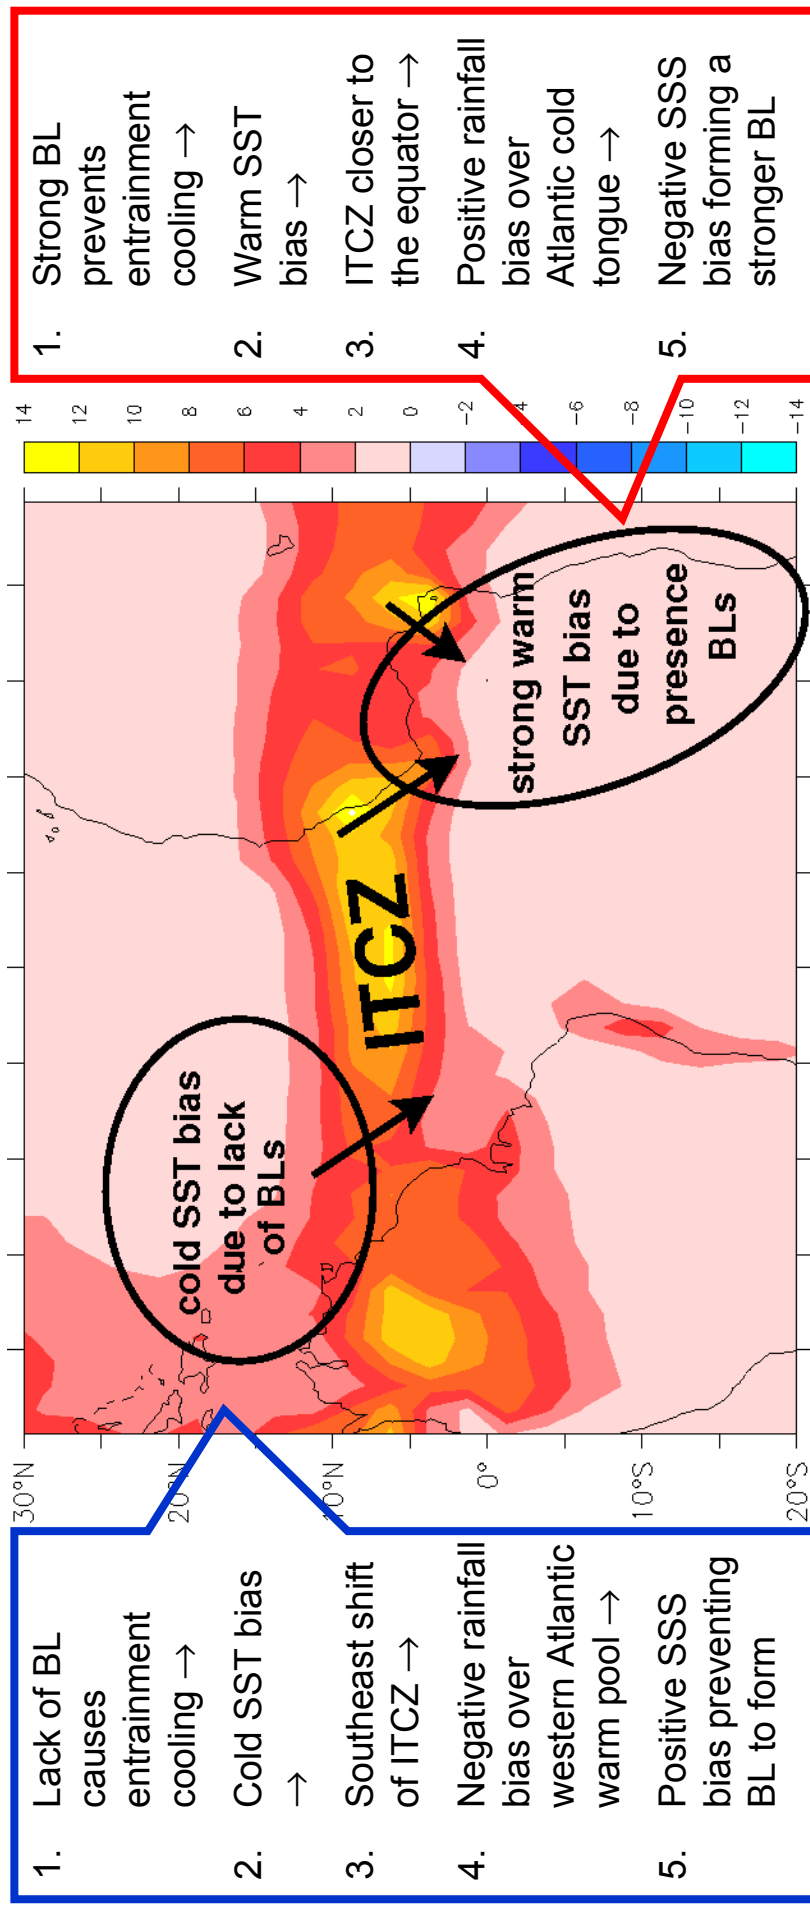 1. Lack of BL
causes
entrainment
cooling →
2. Cold SST bias
→
3. Southeast shift
of ITCZ →
4. Negative rainfall
bias over
western Atlantic
warm pool →
5. Positive SSS
bias preventing
BL to form
30°N
20°N
10°N
0°
10°S
20°S
cold SST bias
due to lack
of BLs
ITCZ
strong warm
SST bias
due to
presence
BLs
14
12
10
8
6
4
2
0
-2
-4
-6
-8
-10
-12
-14
1. Strong BL
prevents
entrainment
cooling →
2. Warm SST
bias →
3. ITCZ closer to
the equator →
4. Positive rainfall
bias over
Atlantic cold
tongue →
5. Negative SSS
bias forming a
stronger BL